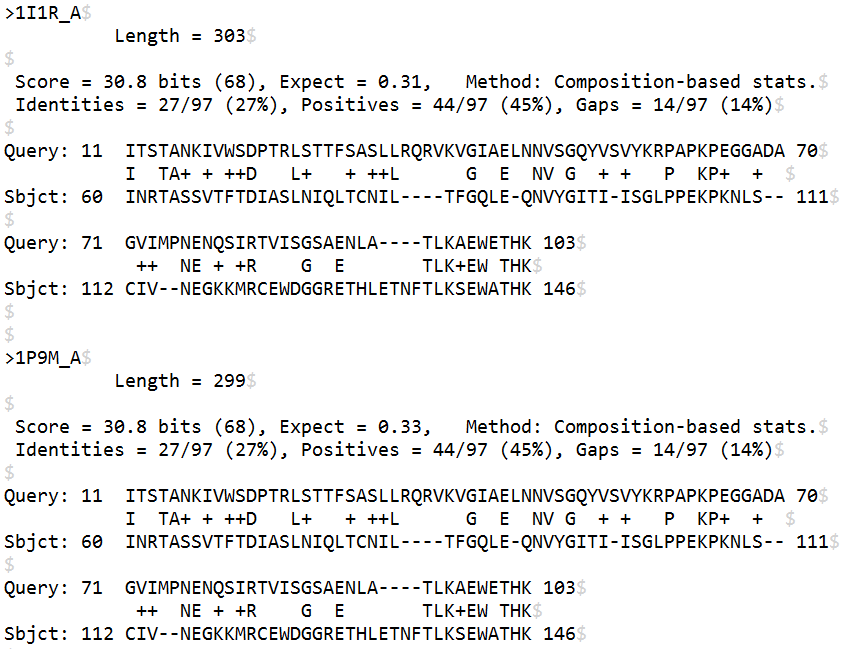 >1I1R_A$
          Length = 303$
$
 Score = 30.8 bits (68), Expect = 0.31,   Method: Composition-based stats.$
 Identities = 27/97 (27%), Positives = 44/97 (45%), Gaps = 14/97 (14%)$
$
Query: 11  ITSTANKIVWSDPTRLSTTFSASLLRQRVKVGIAELNNVSGQYVSVYKRPAPKPEGGADA 70$
           I  TA+ + ++D   L+   + ++L      G  E  NV G  + +   P  KP+  +  $
Sbjct: 60  INRTASSVTFTDIASLNIQLTCNIL----TFGQLE-QNVYGITI-ISGLPPEKPKNLS-- 111$
$
Query: 71  GVIMPNENQSIRTVISGSAENLA----TLKAEWETHK 103$
            ++  NE + +R    G  E       TLK+EW THK$
Sbjct: 112 CIV--NEGKKMRCEWDGGRETHLETNFTLKSEWATHK 146$
$
$
>1P9M_A$
          Length = 299$
$
 Score = 30.8 bits (68), Expect = 0.33,   Method: Composition-based stats.$
 Identities = 27/97 (27%), Positives = 44/97 (45%), Gaps = 14/97 (14%)$
$
Query: 11  ITSTANKIVWSDPTRLSTTFSASLLRQRVKVGIAELNNVSGQYVSVYKRPAPKPEGGADA 70$
           I  TA+ + ++D   L+   + ++L      G  E  NV G  + +   P  KP+  +  $
Sbjct: 60  INRTASSVTFTDIASLNIQLTCNIL----TFGQLE-QNVYGITI-ISGLPPEKPKNLS-- 111$
$
Query: 71  GVIMPNENQSIRTVISGSAENLA----TLKAEWETHK 103$
            ++  NE + +R    G  E       TLK+EW THK$
Sbjct: 112 CIV--NEGKKMRCEWDGGRETHLETNFTLKSEWATHK 146$